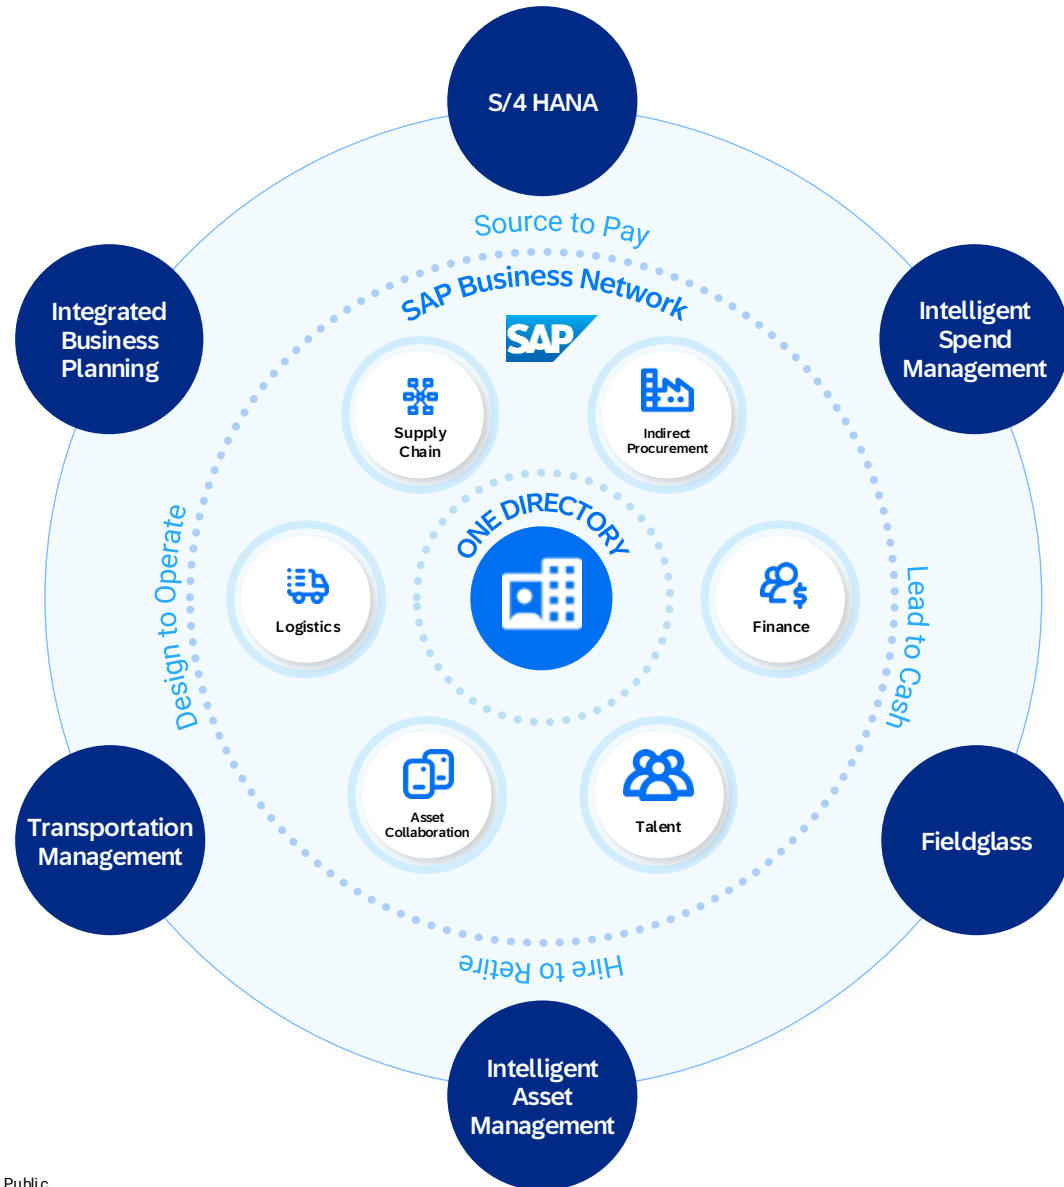 S/4 HANA
Source to Pay
SAP Business Network
SAP
Integrated
Business
Planning
Intelligent
Spend
Management
Supply
Chain
Indirect
Procurement
ONE DIRECTORY
Design to Operate
Logistics
Finance
Lead to Cash
Asset
Collaboration
Talent
Transportation
Management
Fieldglass
Hire to Retire
Intelligent
Asset
Management
Public